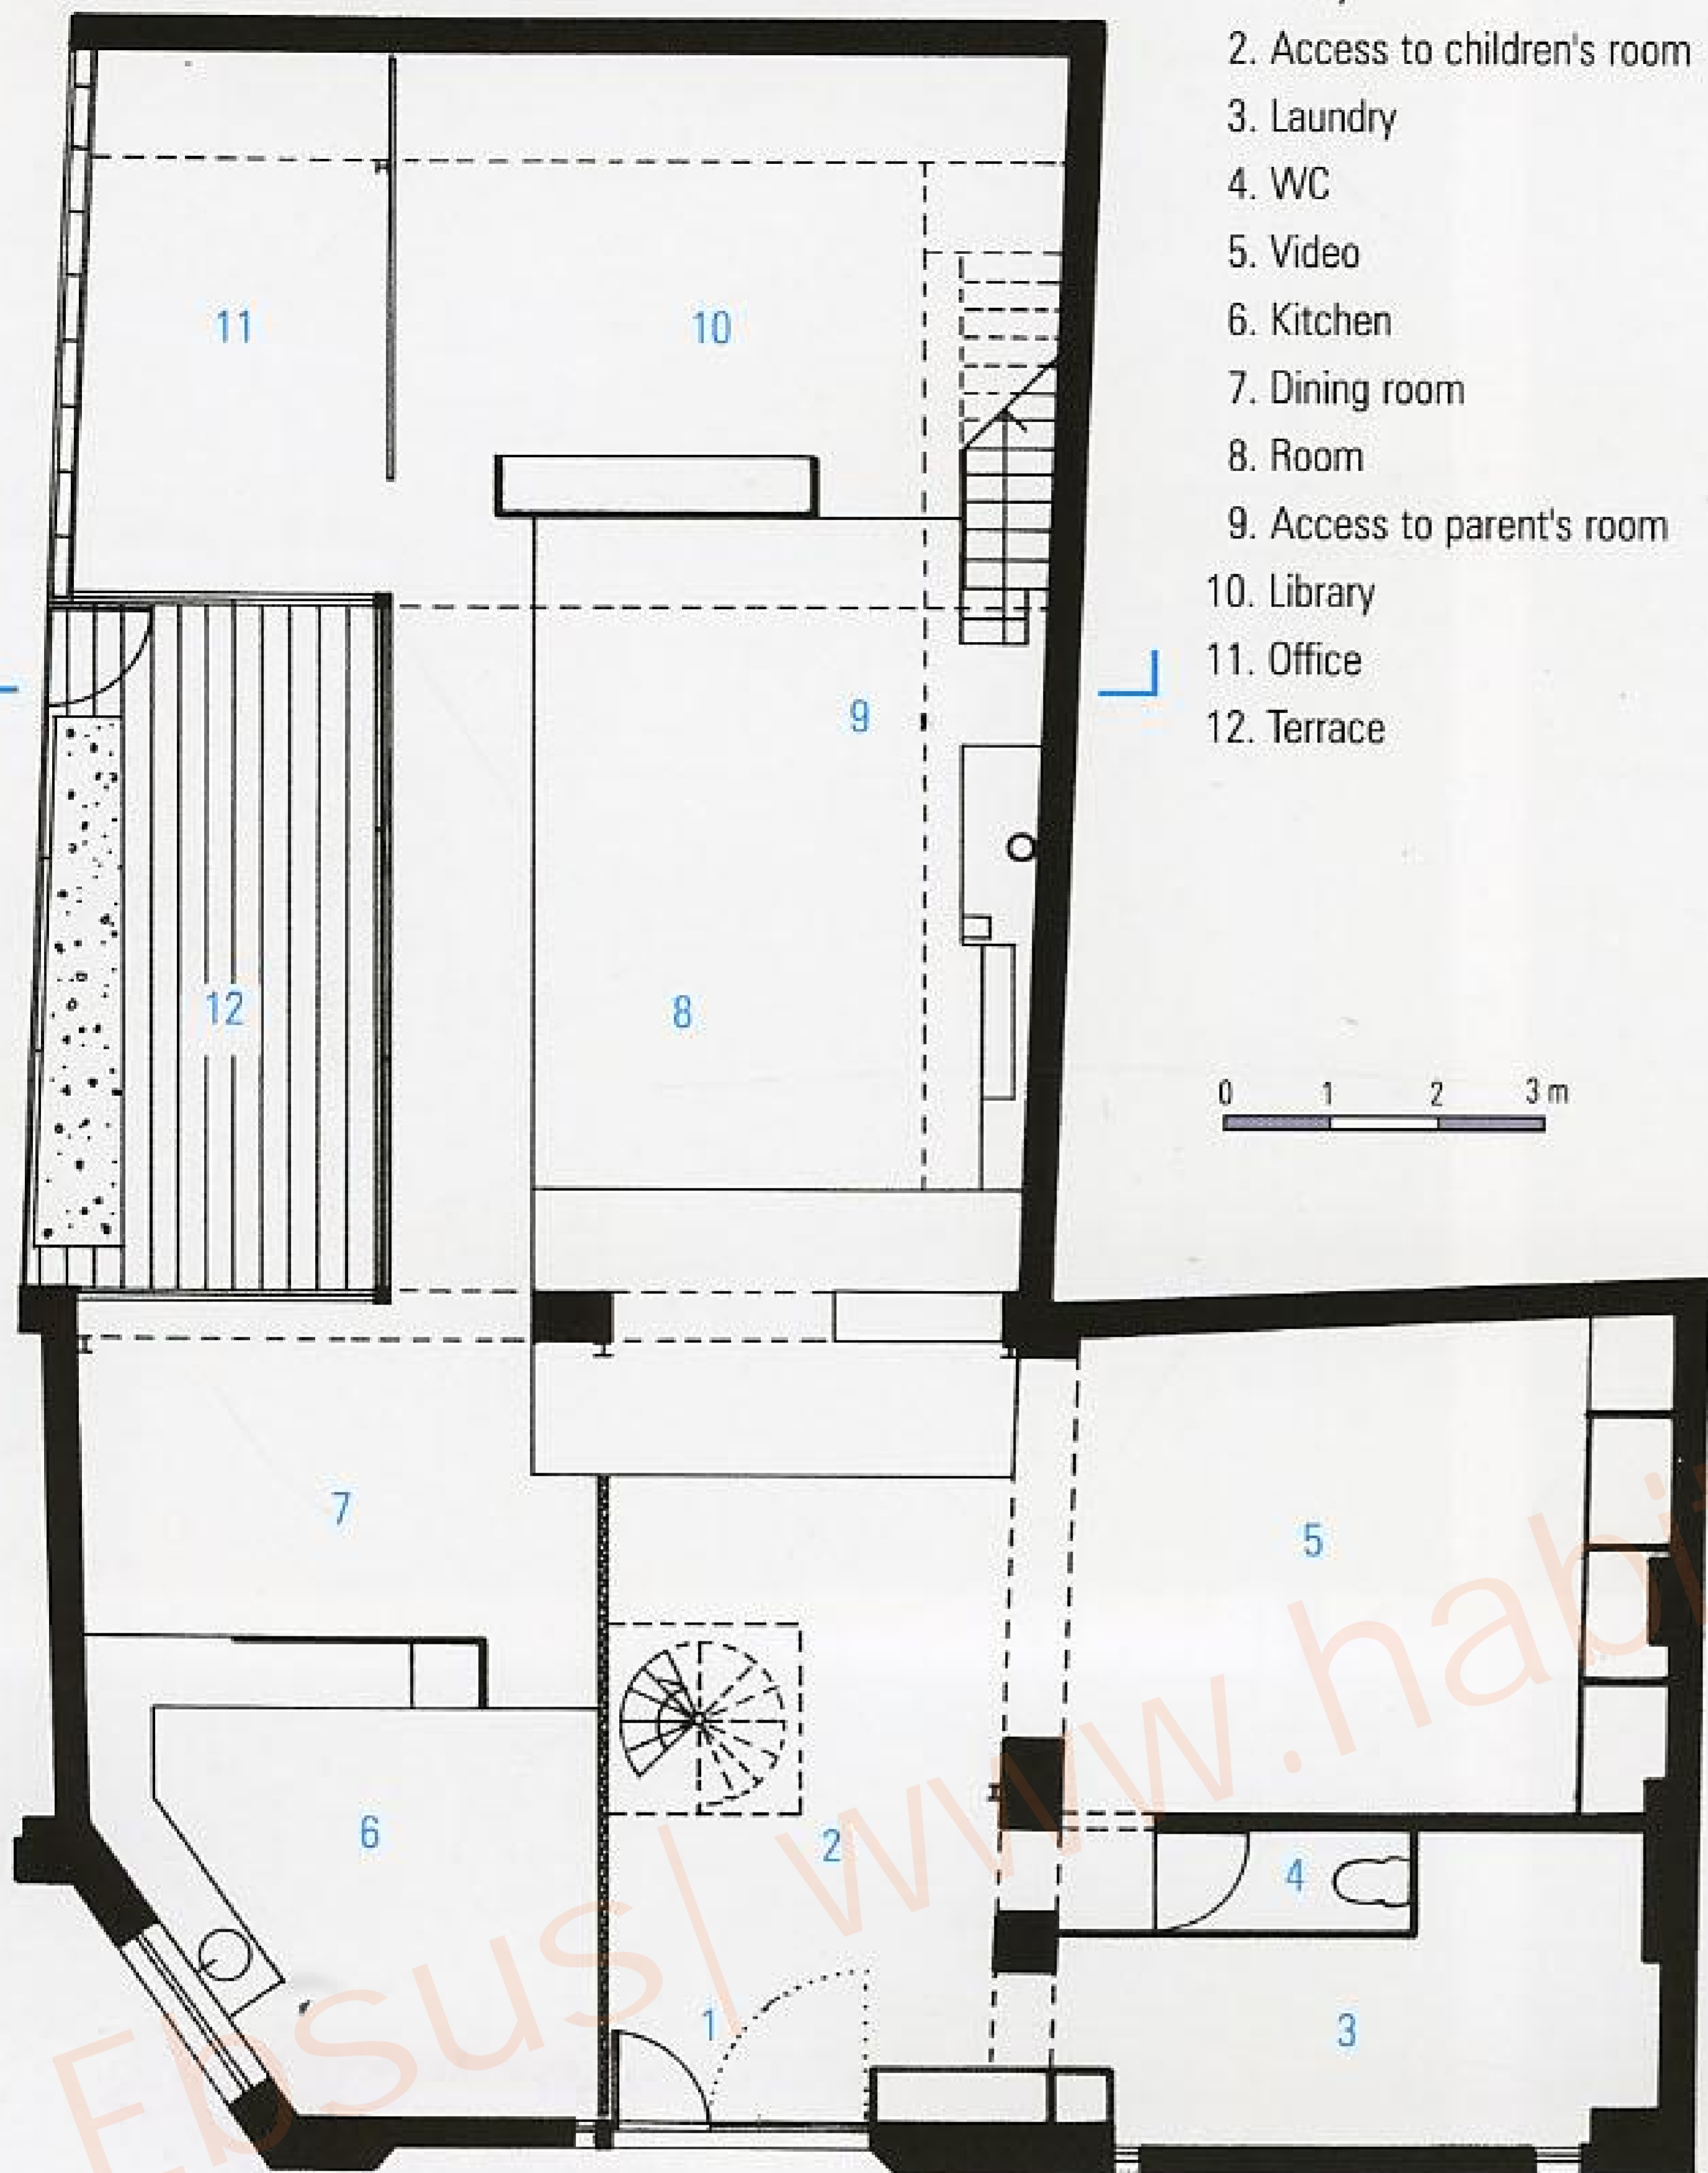 2. Access to children's room
3. Laundry
4. WC
5. Video
6. Kitchen
7. Dining room
8. Room
9. Access to parent's room
10. Library
11. Office
12. Terrace
0 1 2 3 m
11
10
9
12
8
7
5
6
2
4
1
3
Ebsus| www.habi